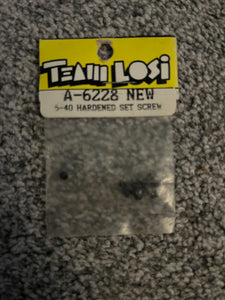 TEAM LOSI
A-6228 NEW
5-40 HARDENED SET SCREW